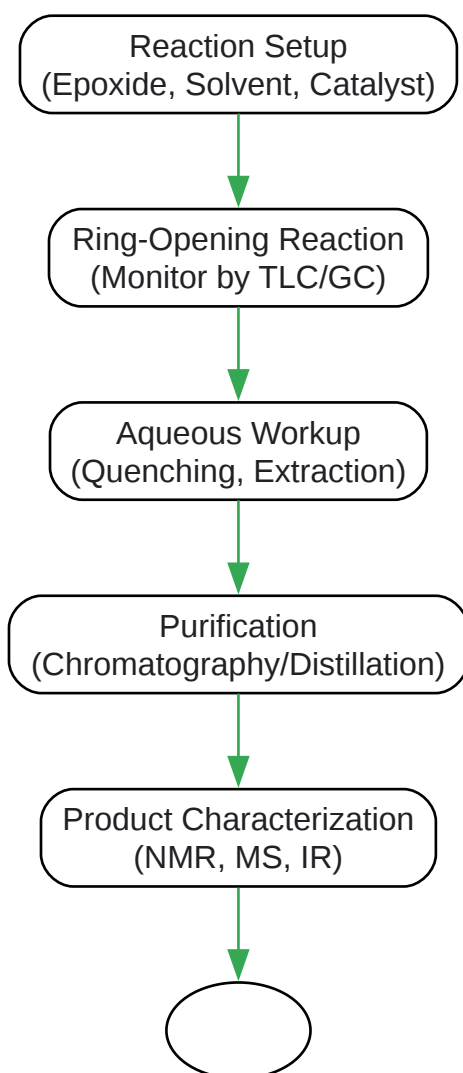 Reaction Setup
(Epoxide, Solvent, Catalyst)
Ring-Opening Reaction
(Monitor by TLC/GC)
Aqueous Workup
(Quenching, Extraction)
Purification
(Chromatography/Distillation)
Product Characterization
(NMR, MS, IR)